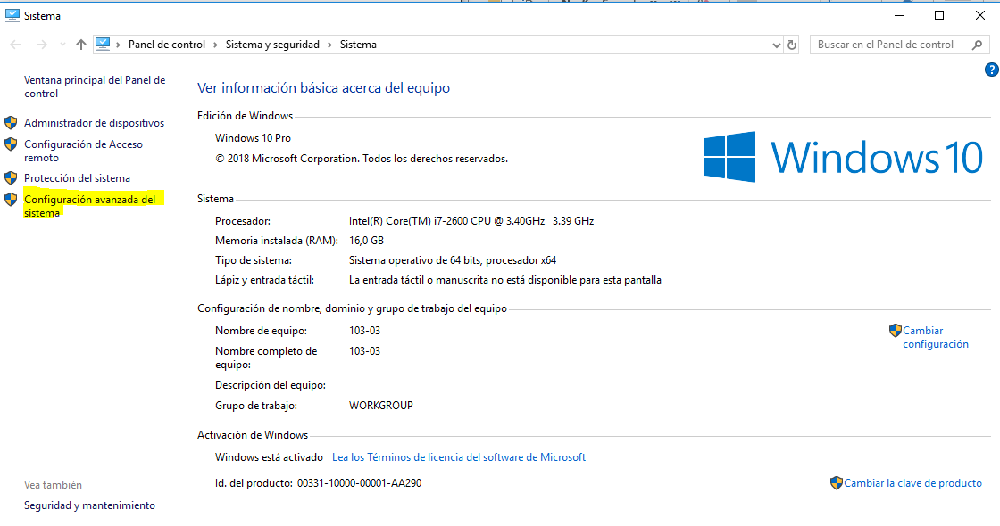 Sistema
Panel de control > Sistema y seguridad > Sistema
Buscar en el Panel de control
?
Ventana principal del Panel de
control
Administrador de dispositivos
Configuración de Acceso
remoto
Protección del sistema
Configuración avanzada del
sistema
Vea también
Seguridad y mantenimiento
Ver información básica acerca del equipo
Edición de Windows
Windows 10 Pro
© 2018 Microsoft Corporation. Todos los derechos reservados.
Windows 10
Sistema
Procesador: Intel(R) Core(TM) i7-2600 CPU @ 3.40GHz 3.39 GHz
Memoria instalada (RAM): 16,0 GB
Tipo de sistema: Sistema operativo de 64 bits, procesador x64
Lápiz y entrada táctil: La entrada táctil o manuscrita no está disponible para esta pantalla
Configuración de nombre, dominio y grupo de trabajo del equipo
Nombre de equipo: 103-03
Cambiar
configuración
Nombre completo de 103-03
equipo:
Descripción del equipo:
Grupo de trabajo: WORKGROUP
Activación de Windows
Windows está activado Lea los Términos de licencia del software de Microsoft
Id. del producto: 00331-10000-00001-AA290
Cambiar la clave de producto